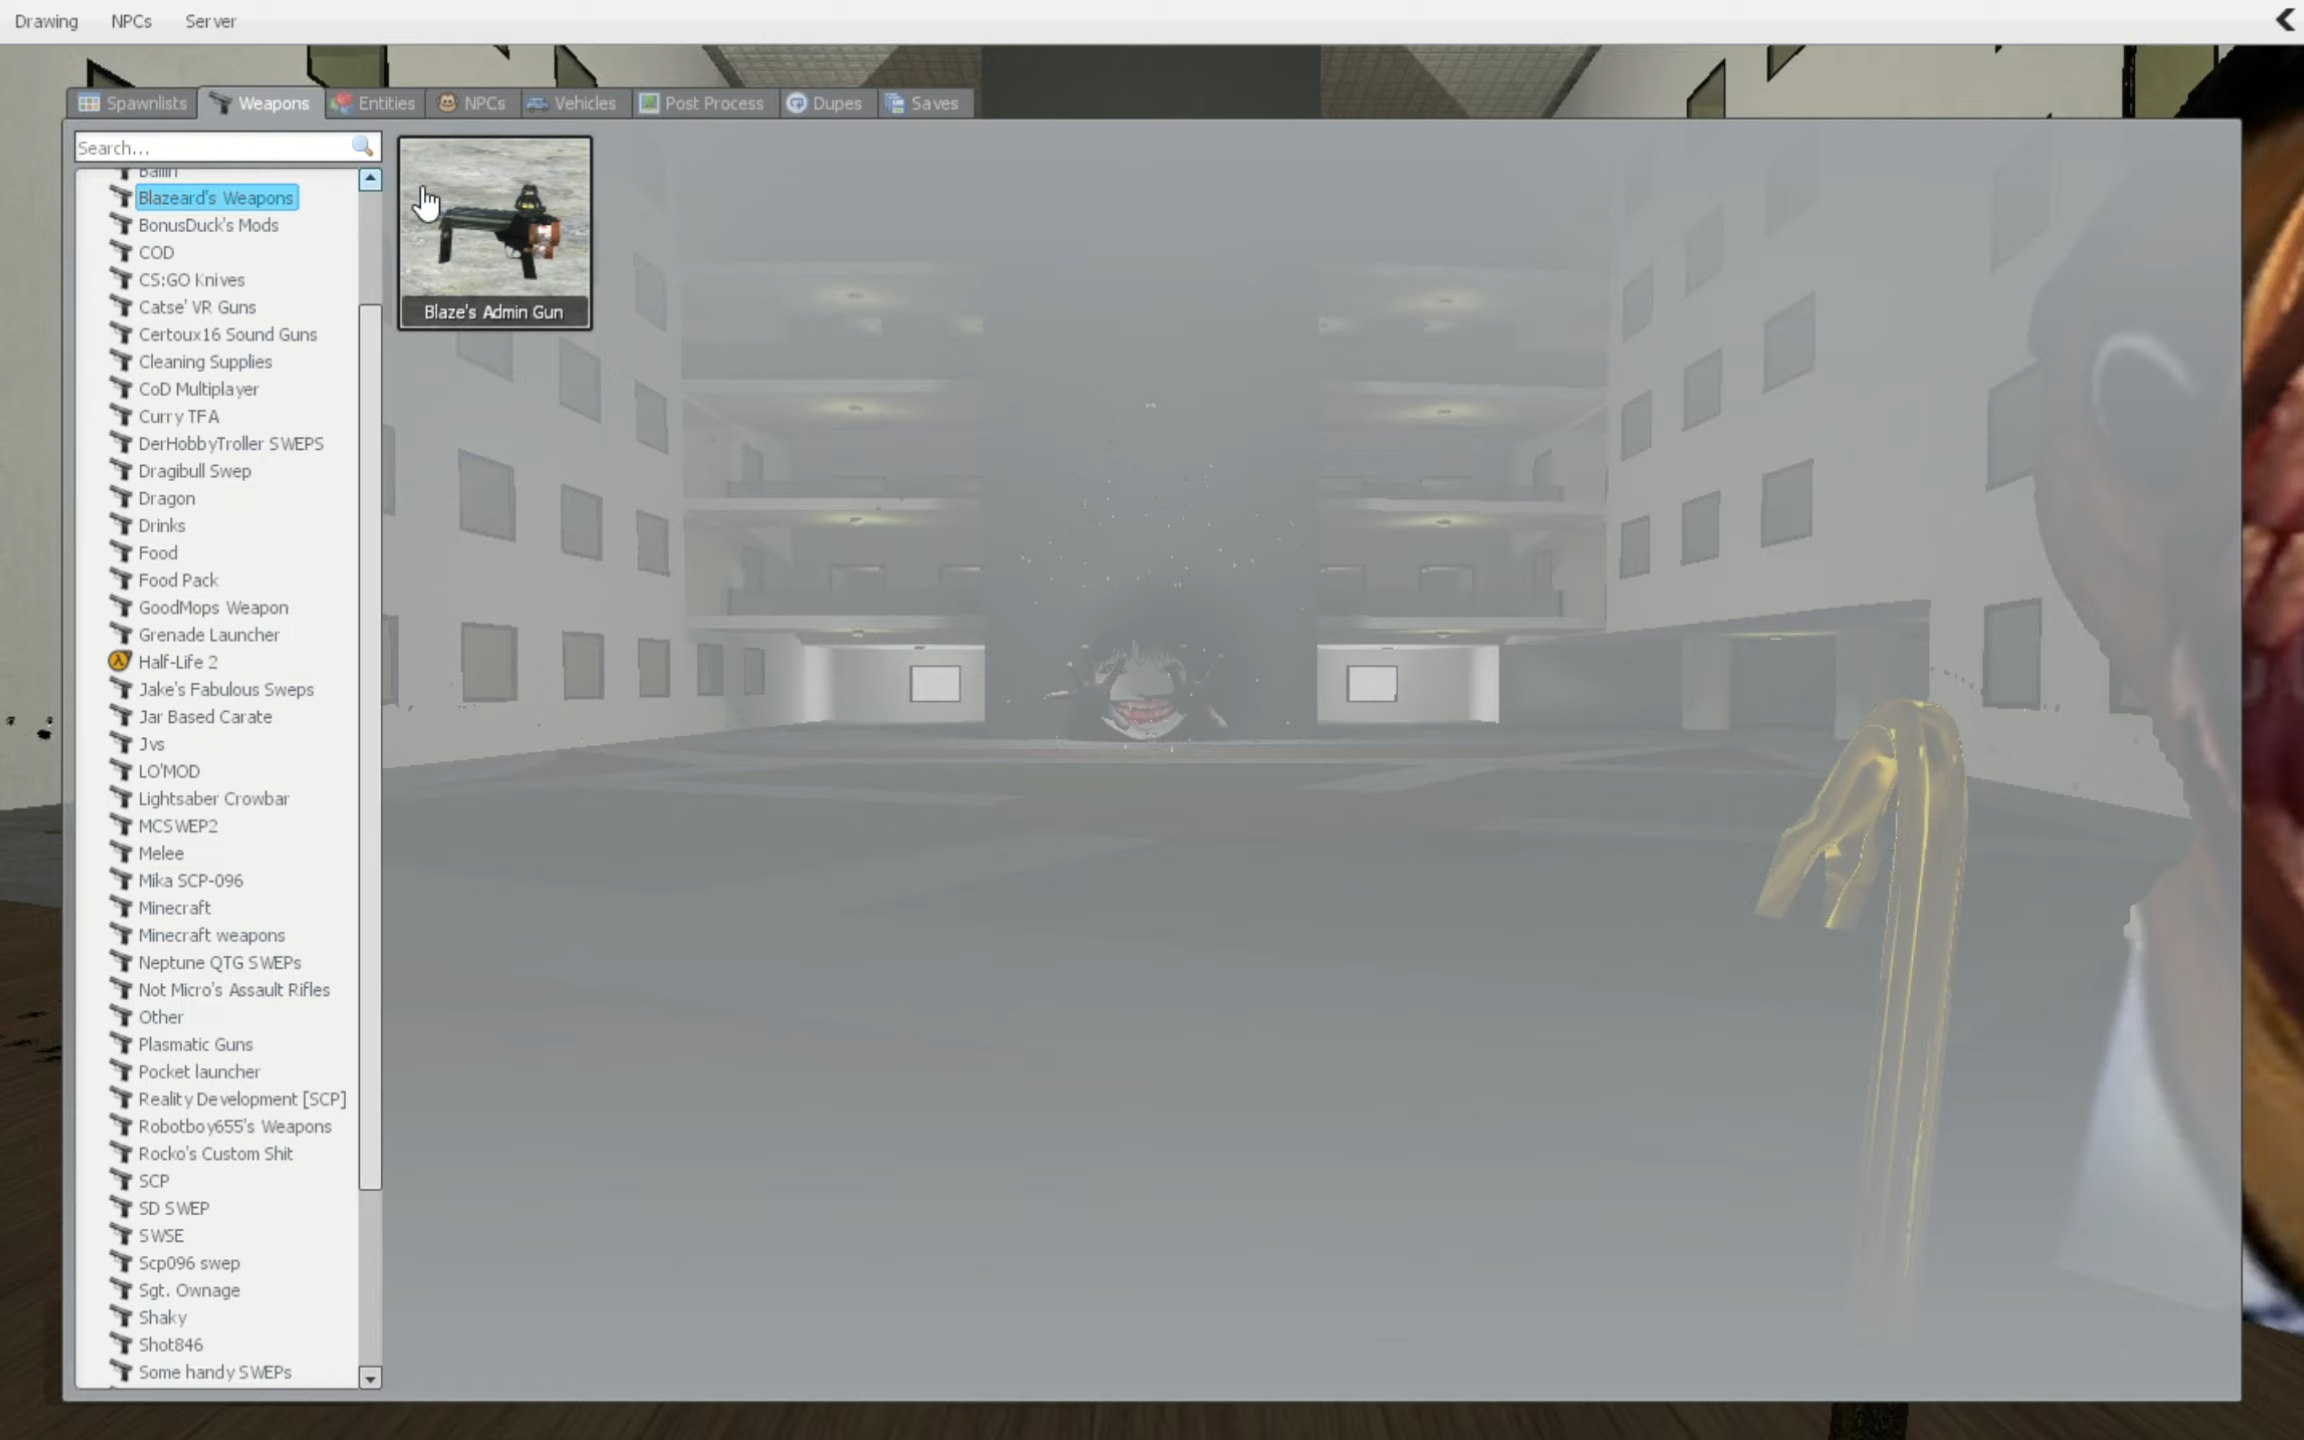 Drawing NPCs Server
Spawnlists Weapons Entities NPCs Vehicles Post Process Dupes Saves
Search...
Ballin
Blazeard's Weapons
BonusDuck's Mods
COD
CS:GO Knives
Catse' VR Guns
Certoux16 Sound Guns
Cleaning Supplies
CoD Multiplayer
Curry TFA
DerHobbyTroller SWEPS
Dragibull Swep
Dragon
Drinks
Food
Food Pack
GoodMops Weapon
Grenade Launcher
Half-Life 2
Jake's Fabulous Sweps
Jar Based Carate
Jvs
LO'MOD
Lightsaber Crowbar
MCSWEP2
Melee
Mika SCP-096
Minecraft
Minecraft weapons
Neptune QTG SWEPs
Not Micro's Assault Rifles
Other
Plasmatic Guns
Pocket launcher
Reality Development [SCP]
Robotboy655's Weapons
Rocko's Custom Shit
SCP
SD SWEP
SWSE
Scp096 swep
Sgt. Ownage
Shaky
Shot846
Some handy SWEPs
Blaze's Admin Gun